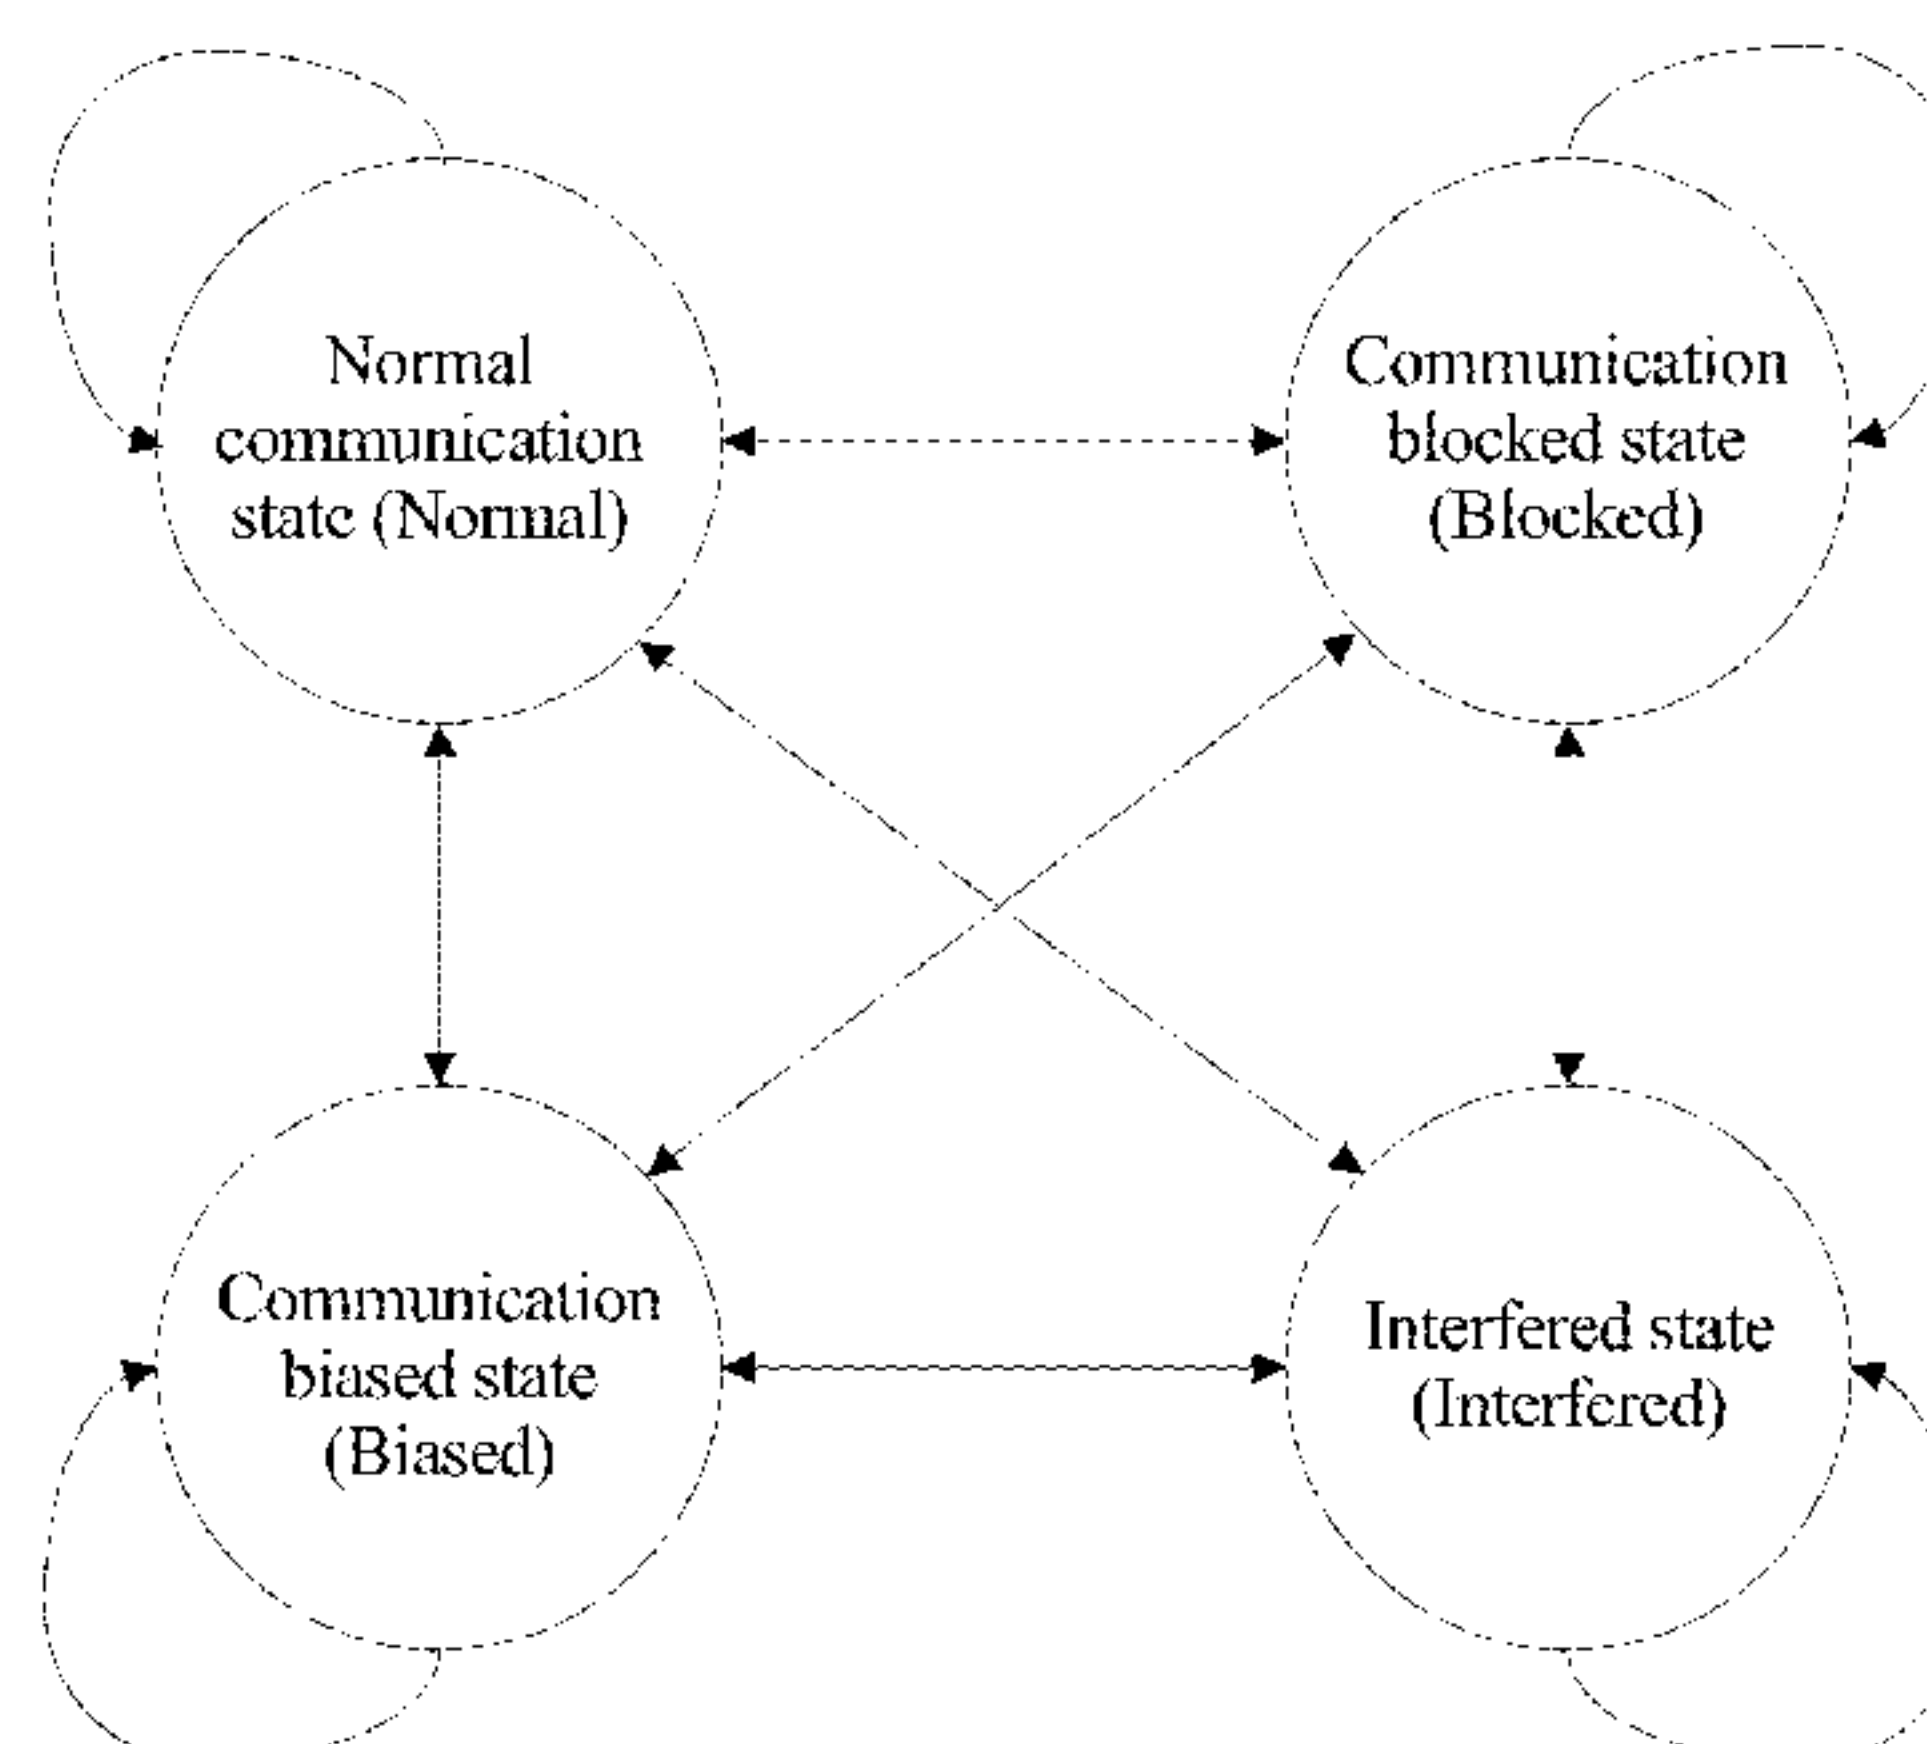 Normal
communication
state (Normal)
Communication
blocked state
(Blocked)
Communication
biased state
(Biased)
Interfered state
(Interfered)